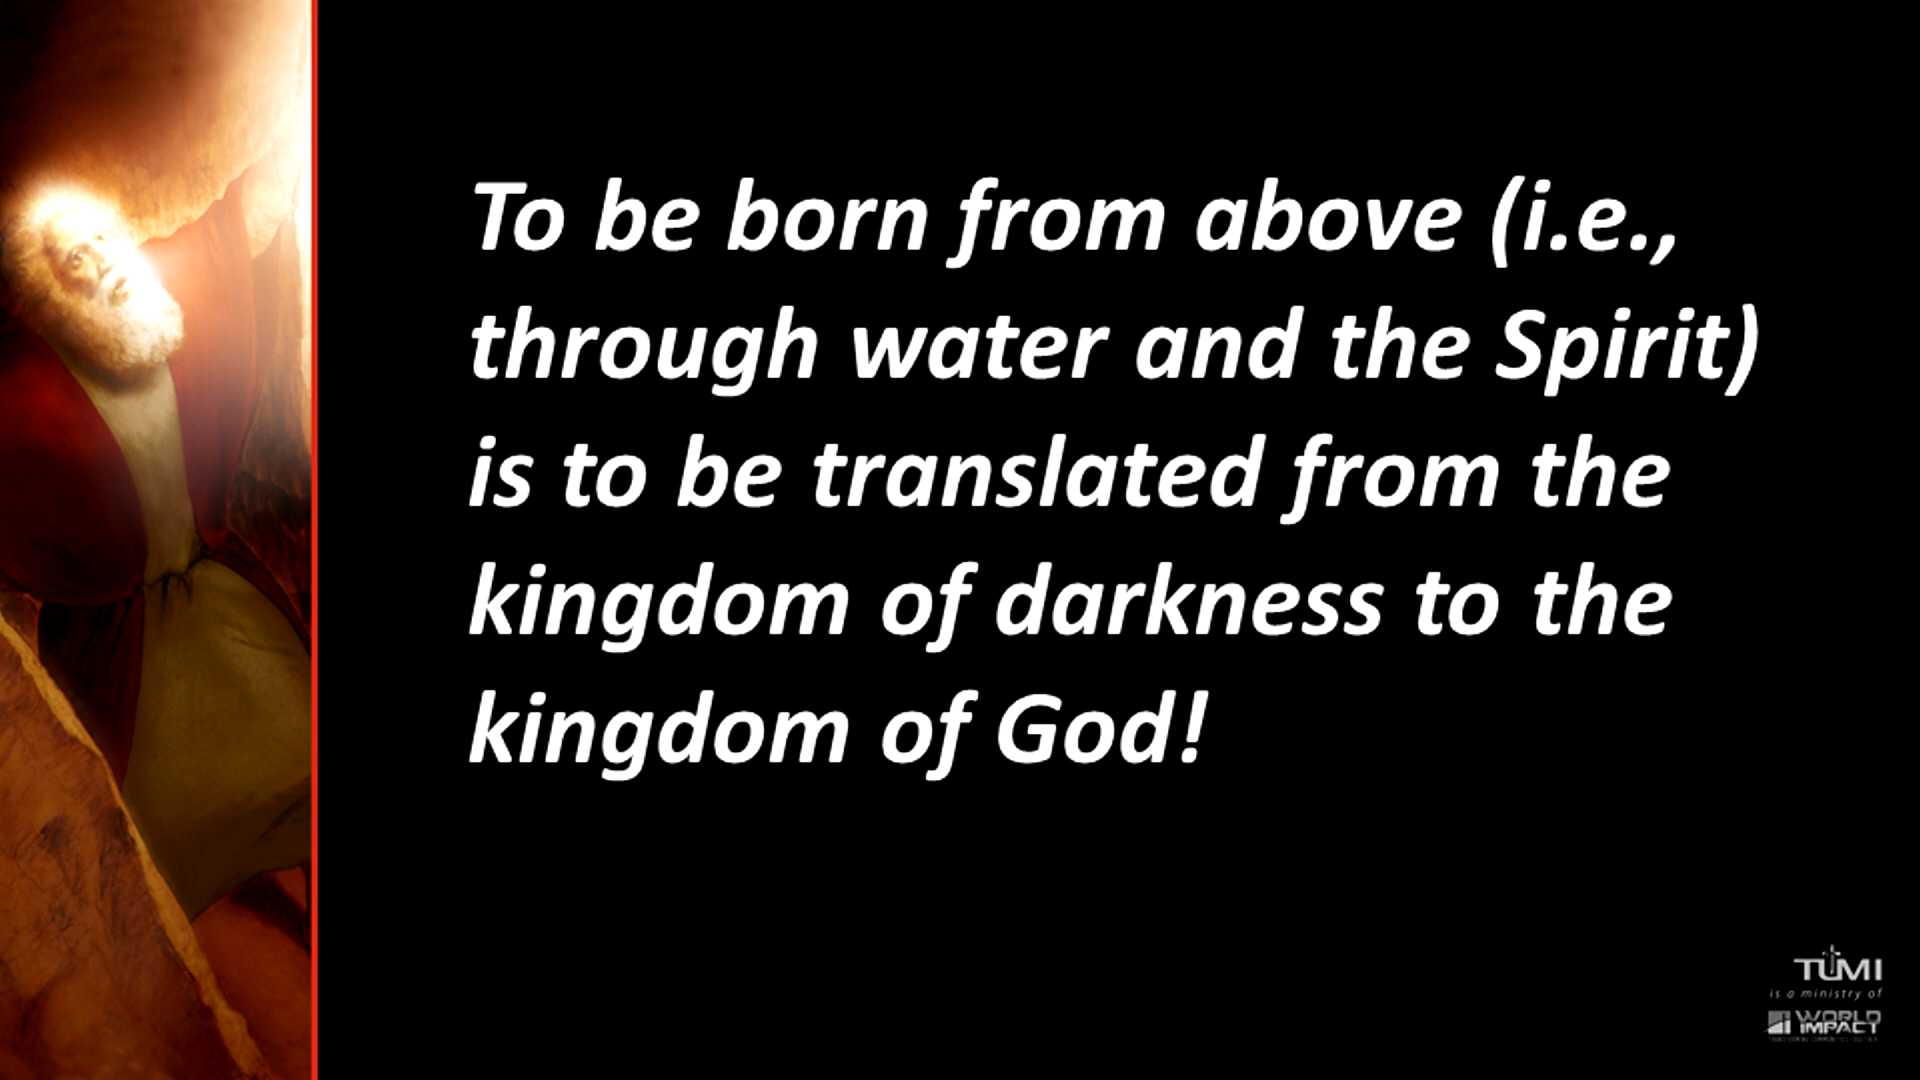 To be born from above (i.e.,
through water and the Spirit)
is to be translated from the
kingdom of darkness to the
kingdom of God!
TUMI
is a ministry of
WORLD
IMPACT